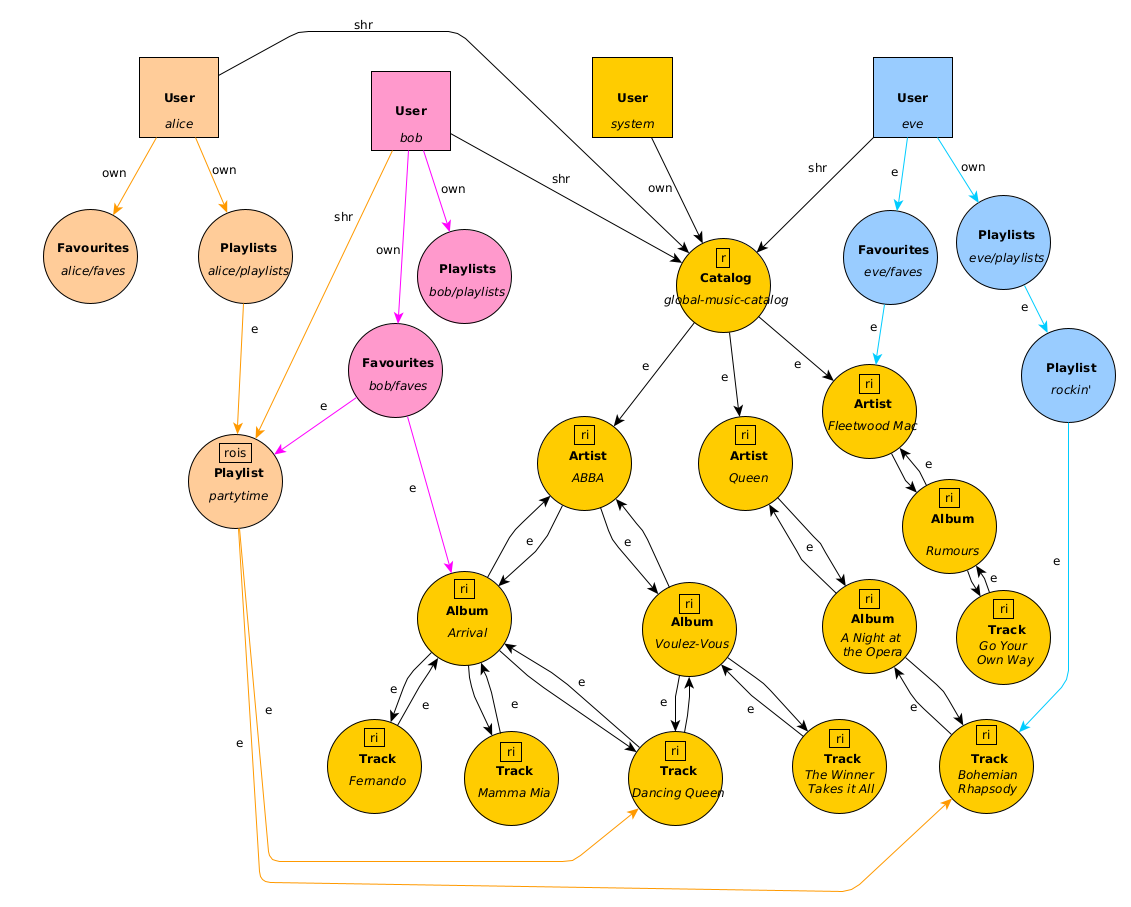 shr
User
alice
User
bob
User
system
User
eve
own
own
shr
own
own
shr
own
shr
e
own
Favourites
alice/faves
Playlists
alice/playlists
Playlists
bob/playlists
r
Catalog
global-music-catalog
Favourites
eve/faves
Playlists
eve/playlists
e
e
e
e
e
e
Favourites
bob/faves
Playlist
rockin'
e
rois
Playlist
partytime
ri
Artist
ABBA
ri
Artist
Queen
ri
Artist
Fleetwood Mac
e
e
e
e
e
ri
Album
Rumours
e
e
ri
Album
Arrival
ri
Album
Voulez-Vous
ri
Album
A Night at
the Opera
ri
Track
Go Your
Own Way
e
e
e
e
e
e
e
e
e
ri
Track
Fernando
ri
Track
Mamma Mia
ri
Track
Dancing Queen
ri
Track
The Winner
Takes it All
ri
Track
Bohemian
Rhapsody